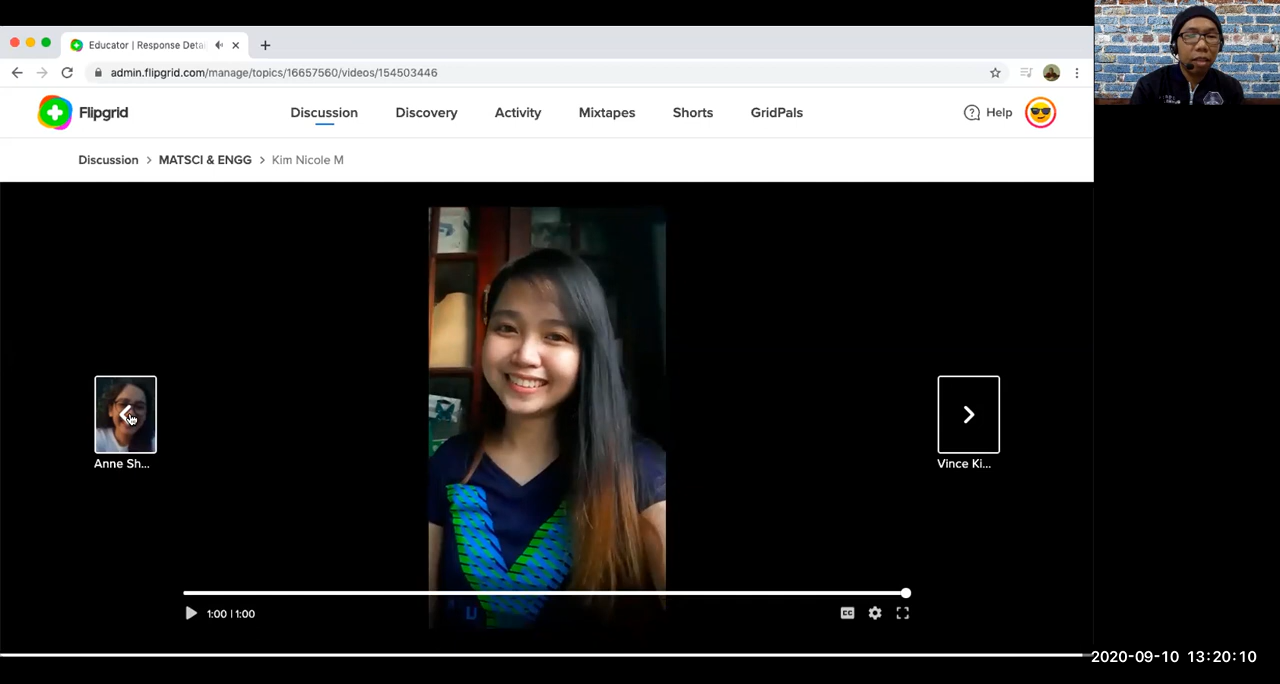 Educator | Response Detai
admin.flipgrid.com/manage/topics/16657560/videos/154503446
Flipgrid
Discussion
Discovery
Activity
Mixtapes
Shorts
GridPals
Help
Discussion > MATSCI & ENGG > Kim Nicole M
Anne Sh...
Vince Ki...
U
1:00 | 1:00
CC
2020-09-10 13:20:10